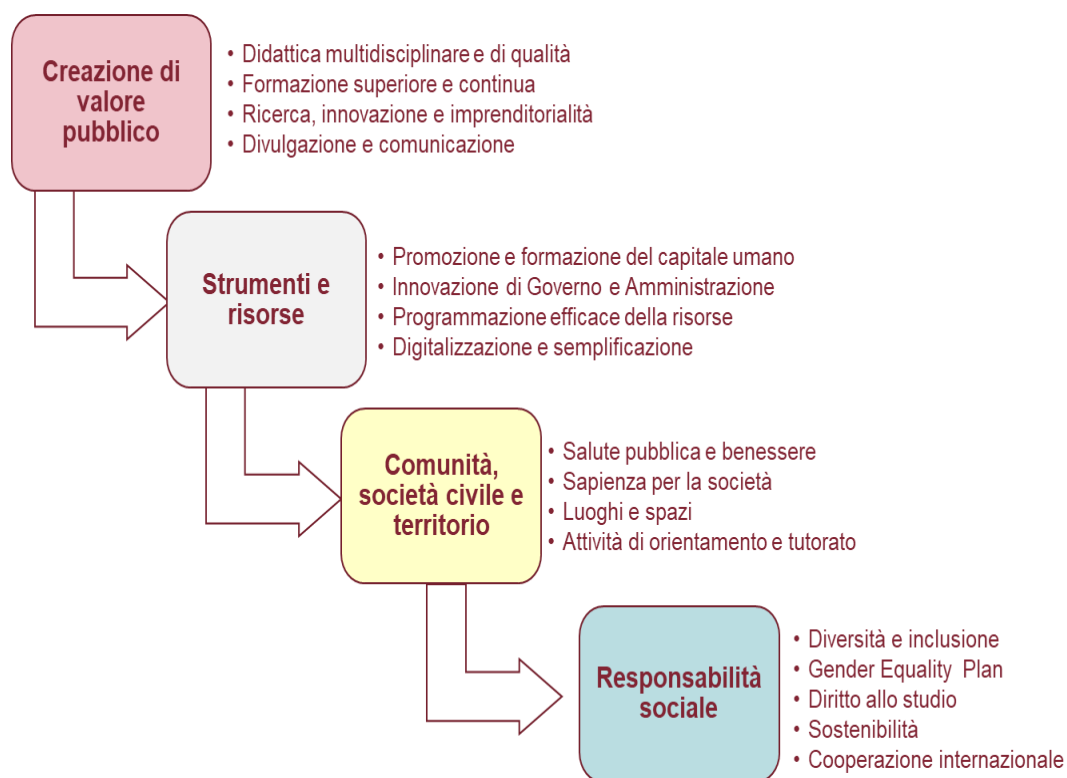 Creazione di
valore
pubblico
• Didattica multidisciplinare e di qualità
• Formazione superiore e continua
• Ricerca, innovazione e imprenditorialità
• Divulgazione e comunicazione
Strumenti e
risorse
• Promozione e formazione del capitale umano
• Innovazione di Governo e Amministrazione
• Programmazione efficace della risorse
• Digitalizzazione e semplificazione
Comunità,
società civile e
territorio
• Salute pubblica e benessere
• Sapienza per la società
• Luoghi e spazi
• Attività di orientamento e tutorato
Responsabilità
sociale
• Diversità e inclusione
• Gender Equality Plan
• Diritto allo studio
• Sostenibilità
• Cooperazione internazionale